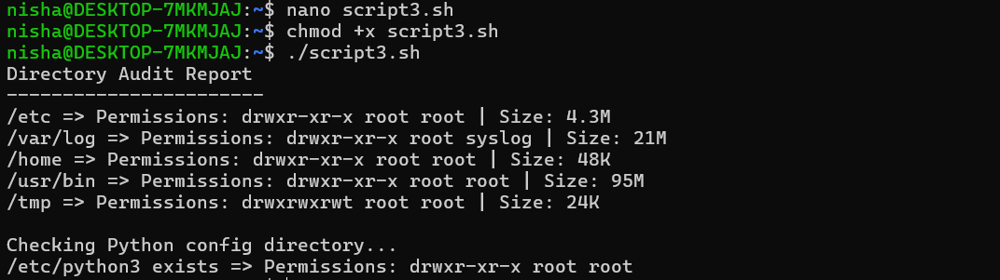 nisha@DESKTOP-7MKMJAJ:~$ nano script3.sh
nisha@DESKTOP-7MKMJAJ:~$ chmod +x script3.sh
nisha@DESKTOP-7MKMJAJ:~$ ./script3.sh
Directory Audit Report
-----------------------
/etc => Permissions: drwxr-xr-x root root | Size: 4.3M
/var/log => Permissions: drwxr-xr-x root syslog | Size: 21M
/home => Permissions: drwxr-xr-x root root | Size: 48K
/usr/bin => Permissions: drwxr-xr-x root root | Size: 95M
/tmp => Permissions: drwxrwxrwt root root | Size: 24K

Checking Python config directory...
/etc/python3 exists => Permissions: drwxr-xr-x root root